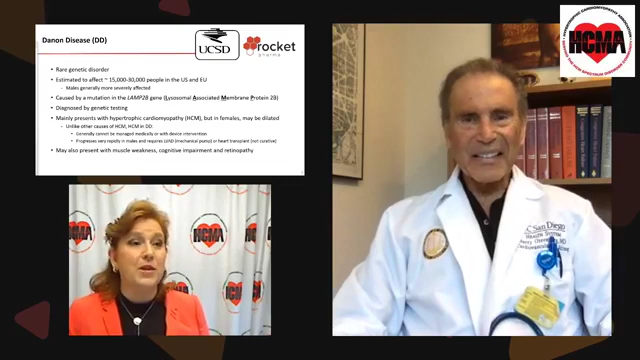 Danon Disease (DD)
UCSD
rocket
pharma
Rare genetic disorder
Estimated to affect ~ 15,000-30,000 people in the US and EU
Males generally more severely affected
Caused by a mutation in the LAMP2B gene (Lysosomal Associated Membrane Protein 2B)
Diagnosed by genetic testing
Mainly presents with hypertrophic cardiomyopathy (HCM), but in females, may be dilated
Unlike other causes of HCM, HCM in DD:
Generally cannot be managed medically or with device intervention
Progresses very rapidly in males and requires LVAD (mechanical pump) or heart transplant (not curative)
May also present with muscle weakness, cognitive impairment and retinopathy
HCMA
HCMA
HCMA
San Diego
Health System
HCMA